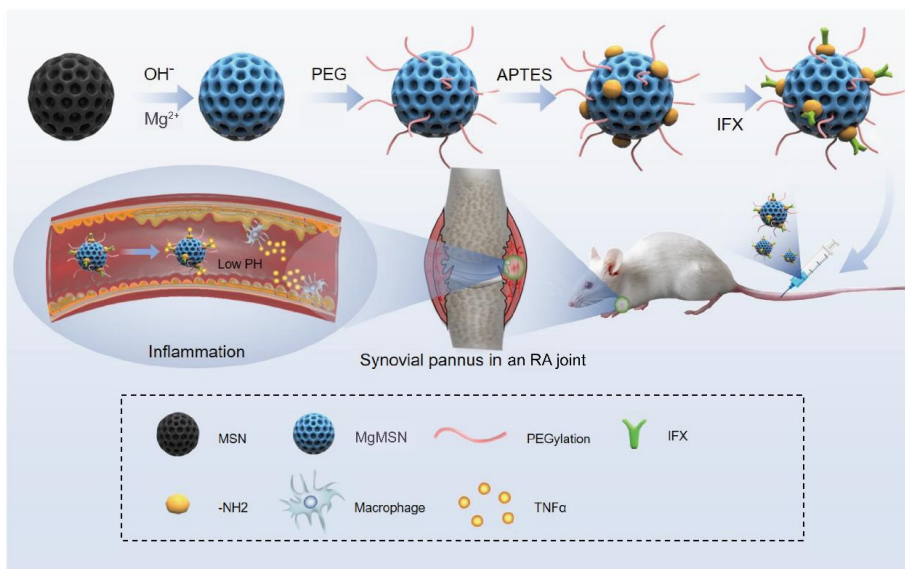 OH⁻
Mg²⁺
PEG
APTES
IFX
Low PH
Inflammation
Synovial pannus in an RA joint
MSN
MgMSN
PEGylation
IFX
-NH2
Macrophage
TNFα